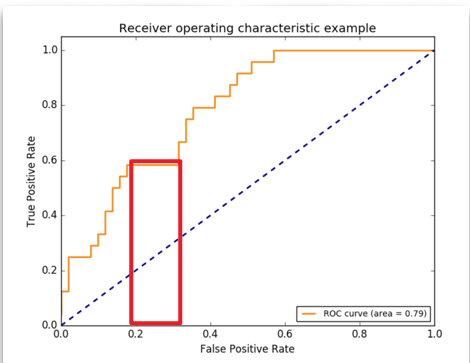 Receiver operating characteristic example
1.0
0.8
0.6
0.4
0.2
0.0
True Positive Rate
0.0 0.2 0.4 0.6 0.8 1.0
False Positive Rate
ROC curve (area = 0.79)